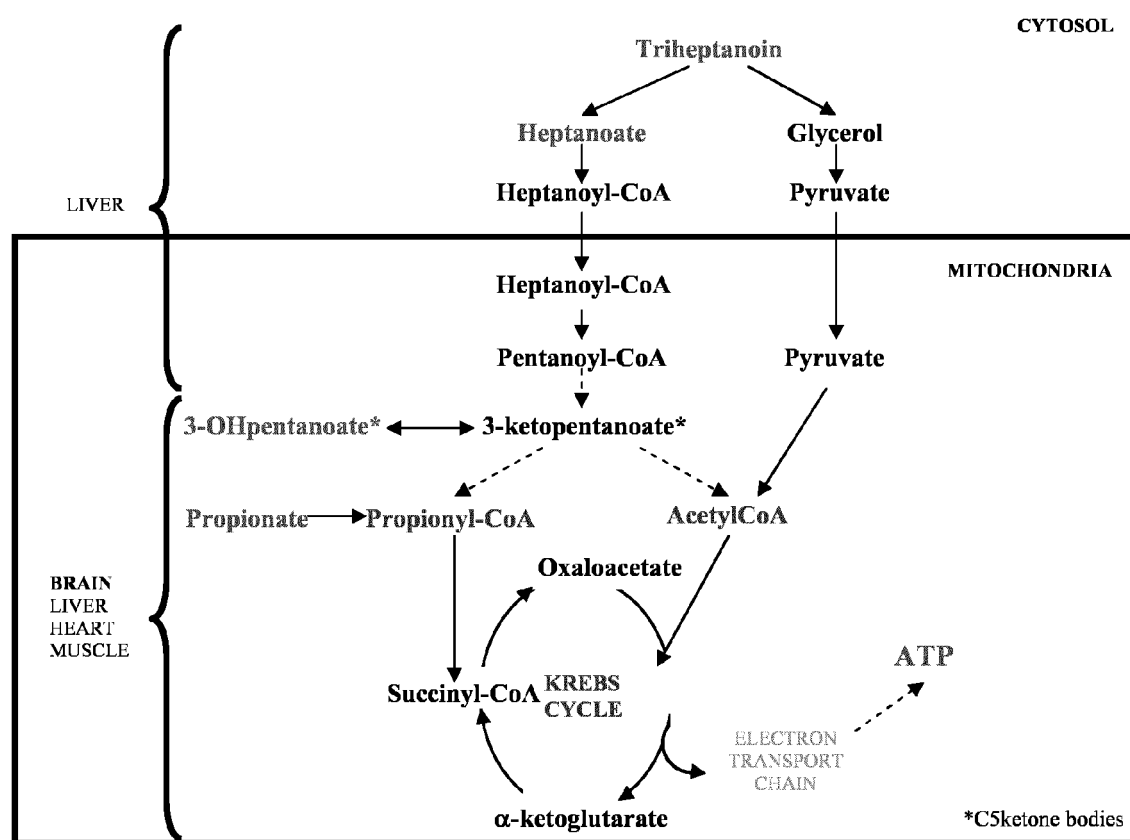 CYTOSOL
Triheptanoin
Heptanoate
Glycerol
LIVER
Heptanoyl-CoA
Pyruvate
MITOCHONDRIA
Heptanoyl-CoA
Pentanoyl-CoA
Pyruvate
3-OHpentanoate*
3-ketopentanoate*
Propionate
Propionyl-CoA
AcetylCoA
Oxaloacetate
BRAIN
LIVER
HEART
MUSCLE
Succinyl-CoA
KREBS
CYCLE
ATP
ELECTRON
TRANSPORT
CHAIN
α-ketoglutarate
*C5ketone bodies